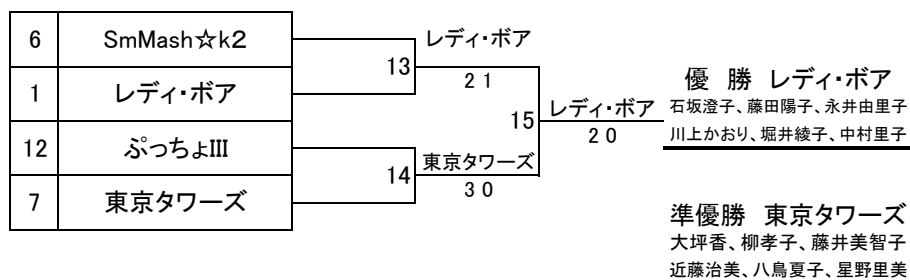 6 SmMash☆k2
1 レディ・ボア
12 ぷっちょIII
7 東京タワーズ
13
レディ・ボア
2 1
14
東京タワーズ
3 0
15
レディ・ボア
2 0
優 勝 レディ・ボア
石坂澄子、藤田陽子、永井由里子
川上かおり、堀井綾子、中村里子
準優勝 東京タワーズ
大坪香、柳孝子、藤井美智子
近藤治美、八鳥夏子、星野里美